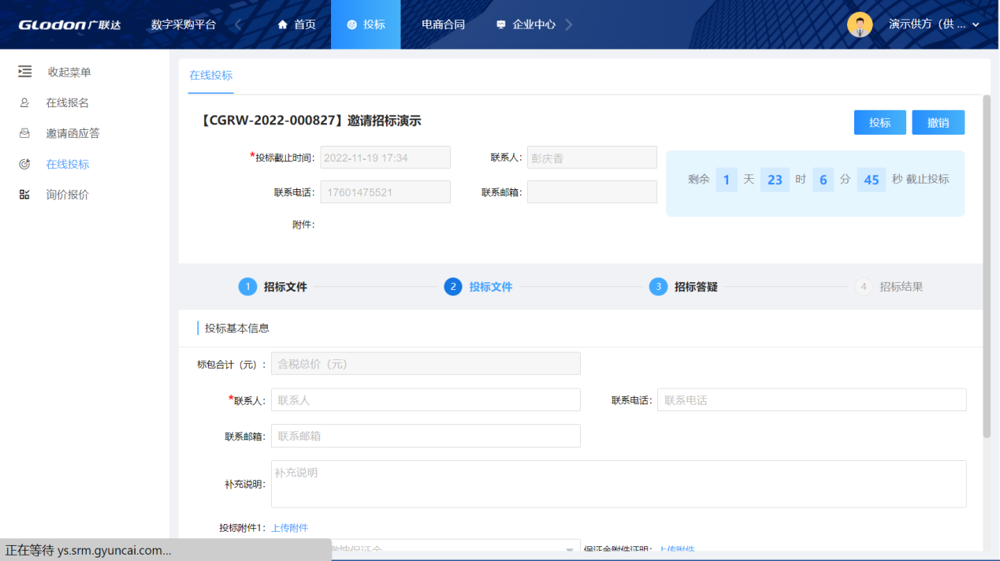 Glodon广联达 数字采购平台 首页 投标 电商合同 企业中心 演示供方（供 ...
收起菜单
在线报名
邀请函应答
在线投标
询价报价
在线投标
【CGRW-2022-000827】邀请招标演示
投标 撤销
*投标截止时间: 2022-11-19 17:34 联系人: 彭庆香
联系电话: 17601475521 联系邮箱:
附件:
剩余 1 天 23 时 6 分 45 秒 截止投标
1 招标文件 2 投标文件 3 招标答疑 4 招标结果
投标基本信息
标包合计（元）: 含税总价（元）
*联系人: 联系人 联系电话: 联系电话
联系邮箱: 联系邮箱
补充说明: 补充说明
投标附件1: 上传附件
缴纳保证金 保证金附件证明: 上传附件
正在等待 ys.srm.gyuncai.com...